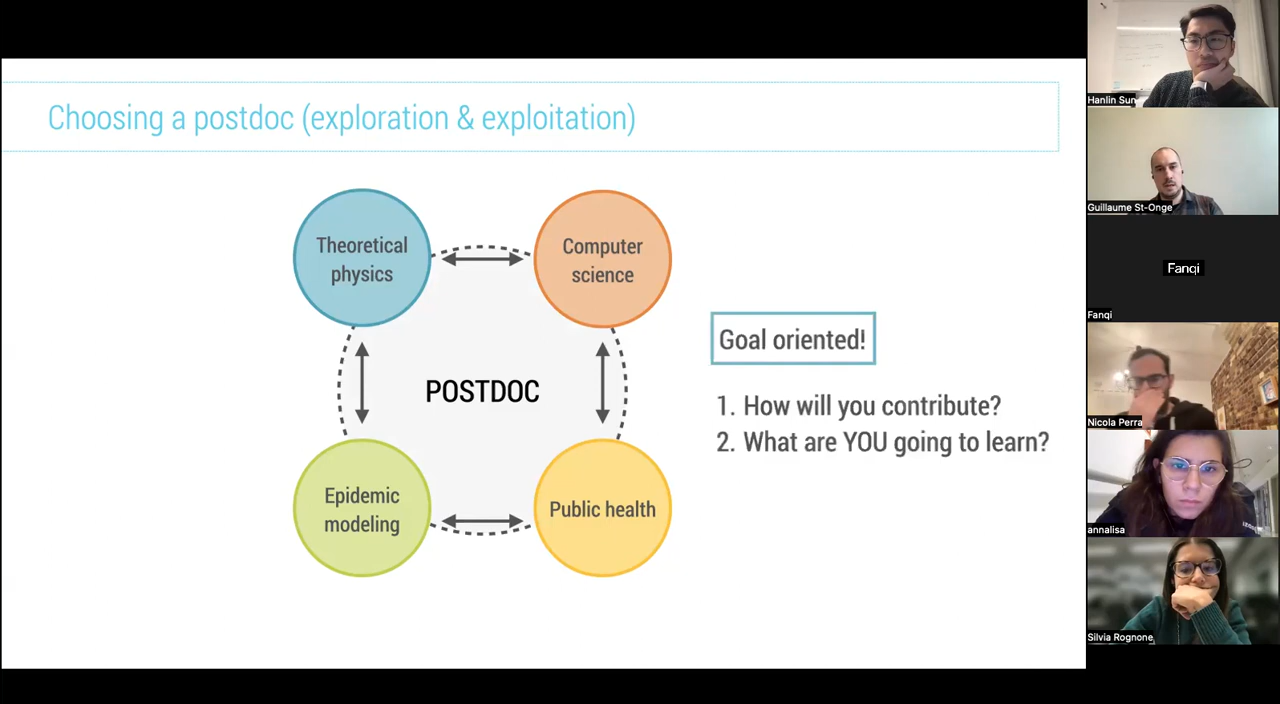 Choosing a postdoc (exploration & exploitation)
Theoretical
physics
Computer
science
POSTDOC
Epidemic
modeling
Public health
Goal oriented!
1. How will you contribute?
2. What are YOU going to learn?
Hanlin Sun
Guillaume St-Onge
Fanqi
Fanqi
Nicola Perra
annalisa
Silvia Rognone